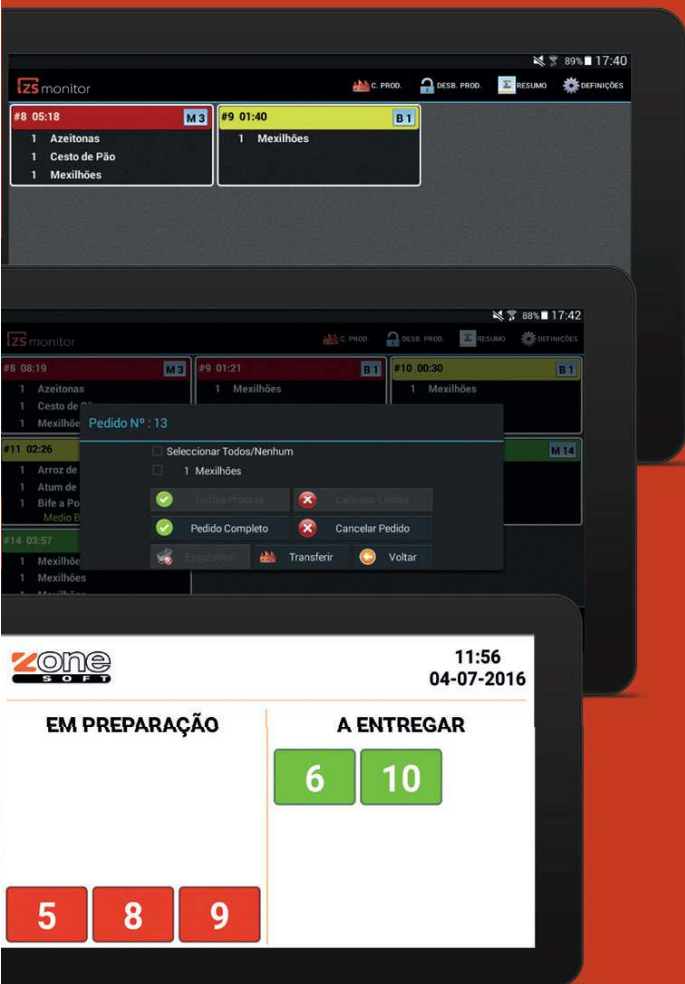 89% 17:40
ZS monitor
C. PROD. DESB. PROD. RESUMO DEFINIÇÕES
#8 05:18 M 3
1 Azeitonas
1 Cesto de Pão
1 Mexilhões
#9 01:40 B 1
1 Mexilhões
88% 17:42
ZS monitor
C. PROD. DESB. PROD. RESUMO DEFINIÇÕES
#8 08:19 M 3
1 Azeitonas
1 Cesto de
1 Mexilhõe
#9 01:21 B 1
1 Mexilhões
#10 00:30 B 1
1 Mexilhões
Pedido Nº : 13
Seleccionar Todos/Nenhum
1 Mexilhões
Cancelar Linhas
Pedido Completo Cancelar Pedido
Esgotados Transferir Voltar
#11 02:26
1 Arroz de
1 Atum de
1 Bife a Po
Medio B
M 14
#14 03:57
1 Mexilhõe
1 Mexilhões
zone
SOFT
11:56
04-07-2016
EM PREPARAÇÃO
5 8 9
A ENTREGAR
6 10